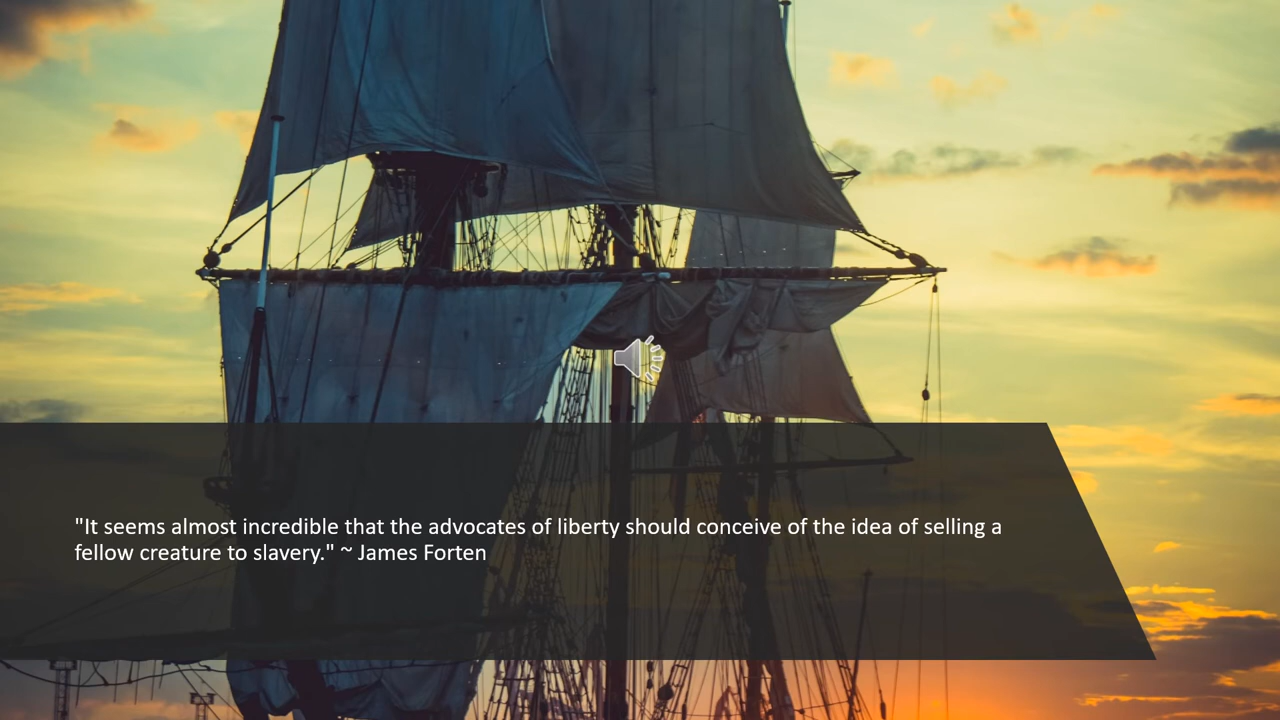 "It seems almost incredible that the advocates of liberty should conceive of the idea of selling a
fellow creature to slavery." ~ James Forten